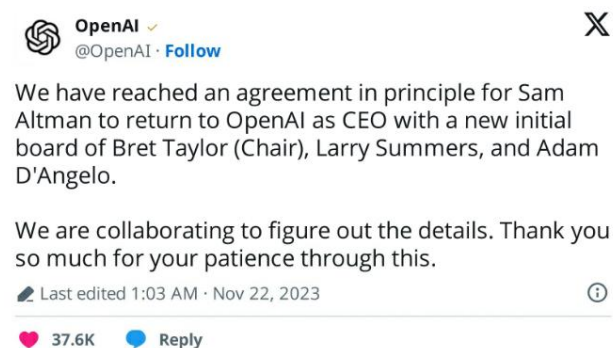 OpenAI
@OpenAI · Follow
We have reached an agreement in principle for Sam
Altman to return to OpenAI as CEO with a new initial
board of Bret Taylor (Chair), Larry Summers, and Adam
D'Angelo.
We are collaborating to figure out the details. Thank you
so much for your patience through this.
Last edited 1:03 AM · Nov 22, 2023
37.6K Reply